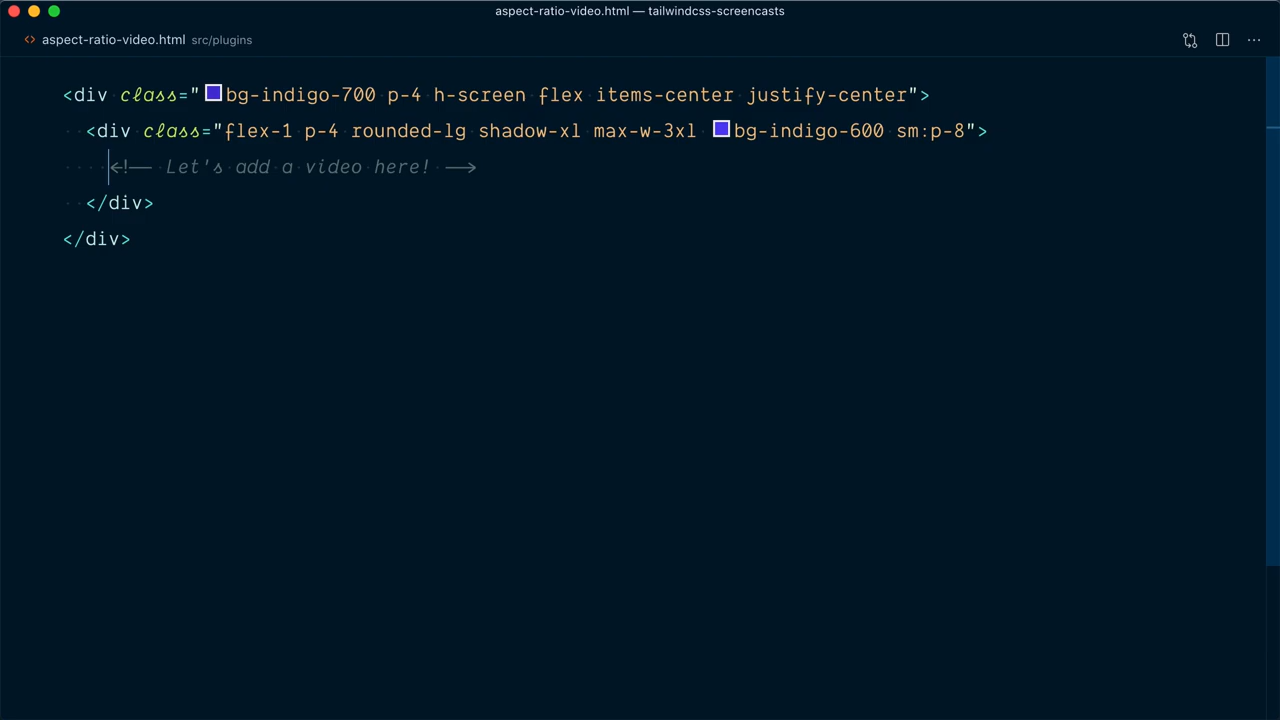 aspect-ratio-video.html — tailwindcss-screencasts
<> aspect-ratio-video.html src/plugins
<div class="bg-indigo-700 p-4 h-screen flex items-center justify-center">
<div class="flex-1 p-4 rounded-lg shadow-xl max-w-3xl bg-indigo-600 sm:p-8">
<!-- Let's add a video here! -->
</div>
</div>